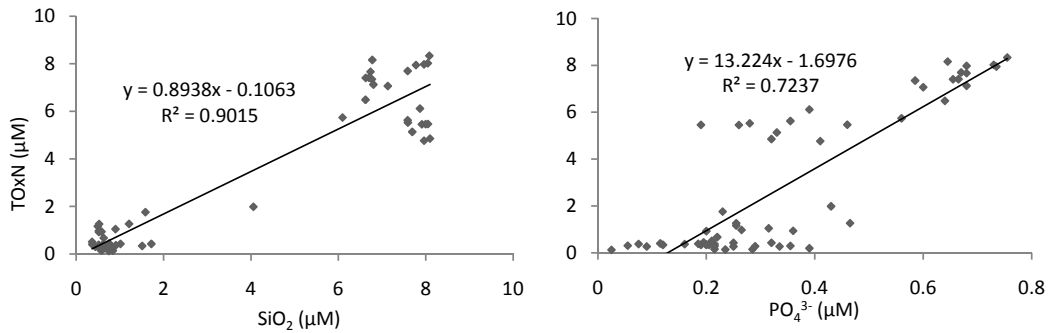 10
8
6
4
2
0
TOxN (μM)
y = 0.8938x - 0.1063
R² = 0.9015
0 2 4 6 8 10
SiO₂ (μM)
10
8
6
4
2
0
y = 13.224x - 1.6976
R² = 0.7237
0 0.2 0.4 0.6 0.8
PO₄³⁻ (μM)